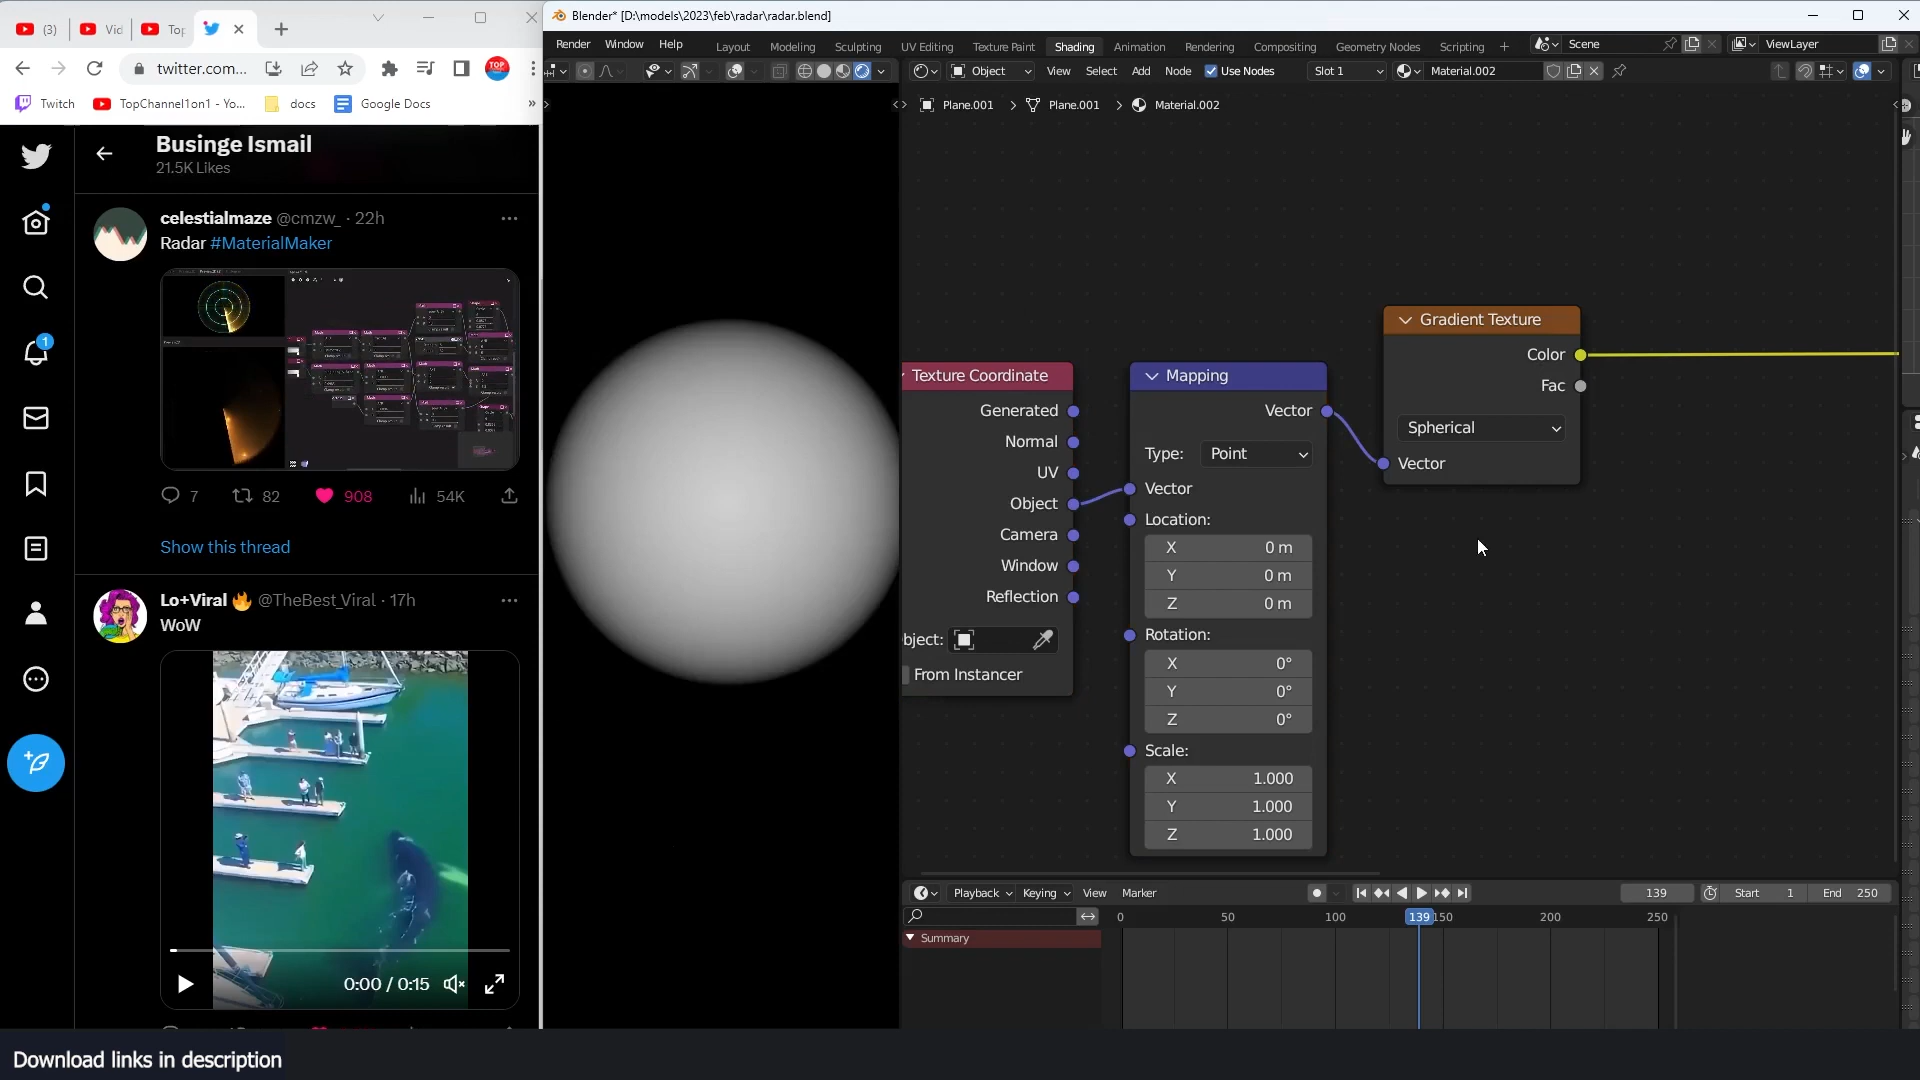 (3)
Vid
Top
twitter.com...
Twitch
TopChannel1on1 - Yo...
docs
Google Docs
»
Businge Ismail
21.5K Likes
celestialmaze @cmzw_ · 22h
Radar #MaterialMaker
7
82
908
54K
Show this thread
Lo+Viral @TheBest_Viral · 17h
WoW
0:00 / 0:15
1
Blender* [D:\models\2023\feb\radar\radar.blend]
Render Window Help
Layout Modeling Sculpting UV Editing Texture Paint Shading Animation Rendering Compositing Geometry Nodes Scripting +
Scene
ViewLayer
Object View Select Add Node Use Nodes Slot 1 Material.002
Plane.001 > Plane.001 > Material.002
Texture Coordinate
Generated
Normal
UV
Object
Camera
Window
Reflection
bject:
From Instancer
Mapping
Vector
Type: Point
Vector
Location:
X 0 m
Y 0 m
Z 0 m
Rotation:
X 0°
Y 0°
Z 0°
Scale:
X 1.000
Y 1.000
Z 1.000
Gradient Texture
Color
Fac
Spherical
Vector
Playback Keying View Marker
139 Start 1 End 250
0 50 100 139 150 200 250
Summary
Download links in description